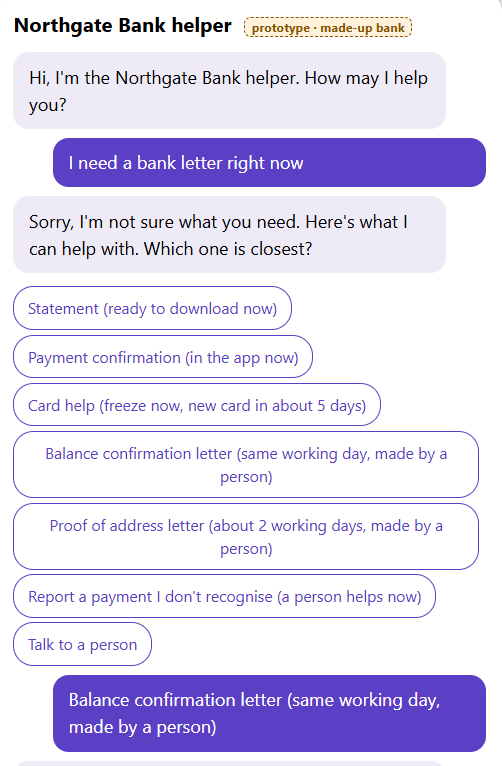 Northgate Bank helper prototype · made-up bank
Hi, I'm the Northgate Bank helper. How may I help
you?
I need a bank letter right now
Sorry, I'm not sure what you need. Here's what I
can help with. Which one is closest?
Statement (ready to download now)
Payment confirmation (in the app now)
Card help (freeze now, new card in about 5 days)
Balance confirmation letter (same working day, made by a
person)
Proof of address letter (about 2 working days, made by a
person)
Report a payment I don't recognise (a person helps now)
Talk to a person
Balance confirmation letter (same working day,
made by a person)